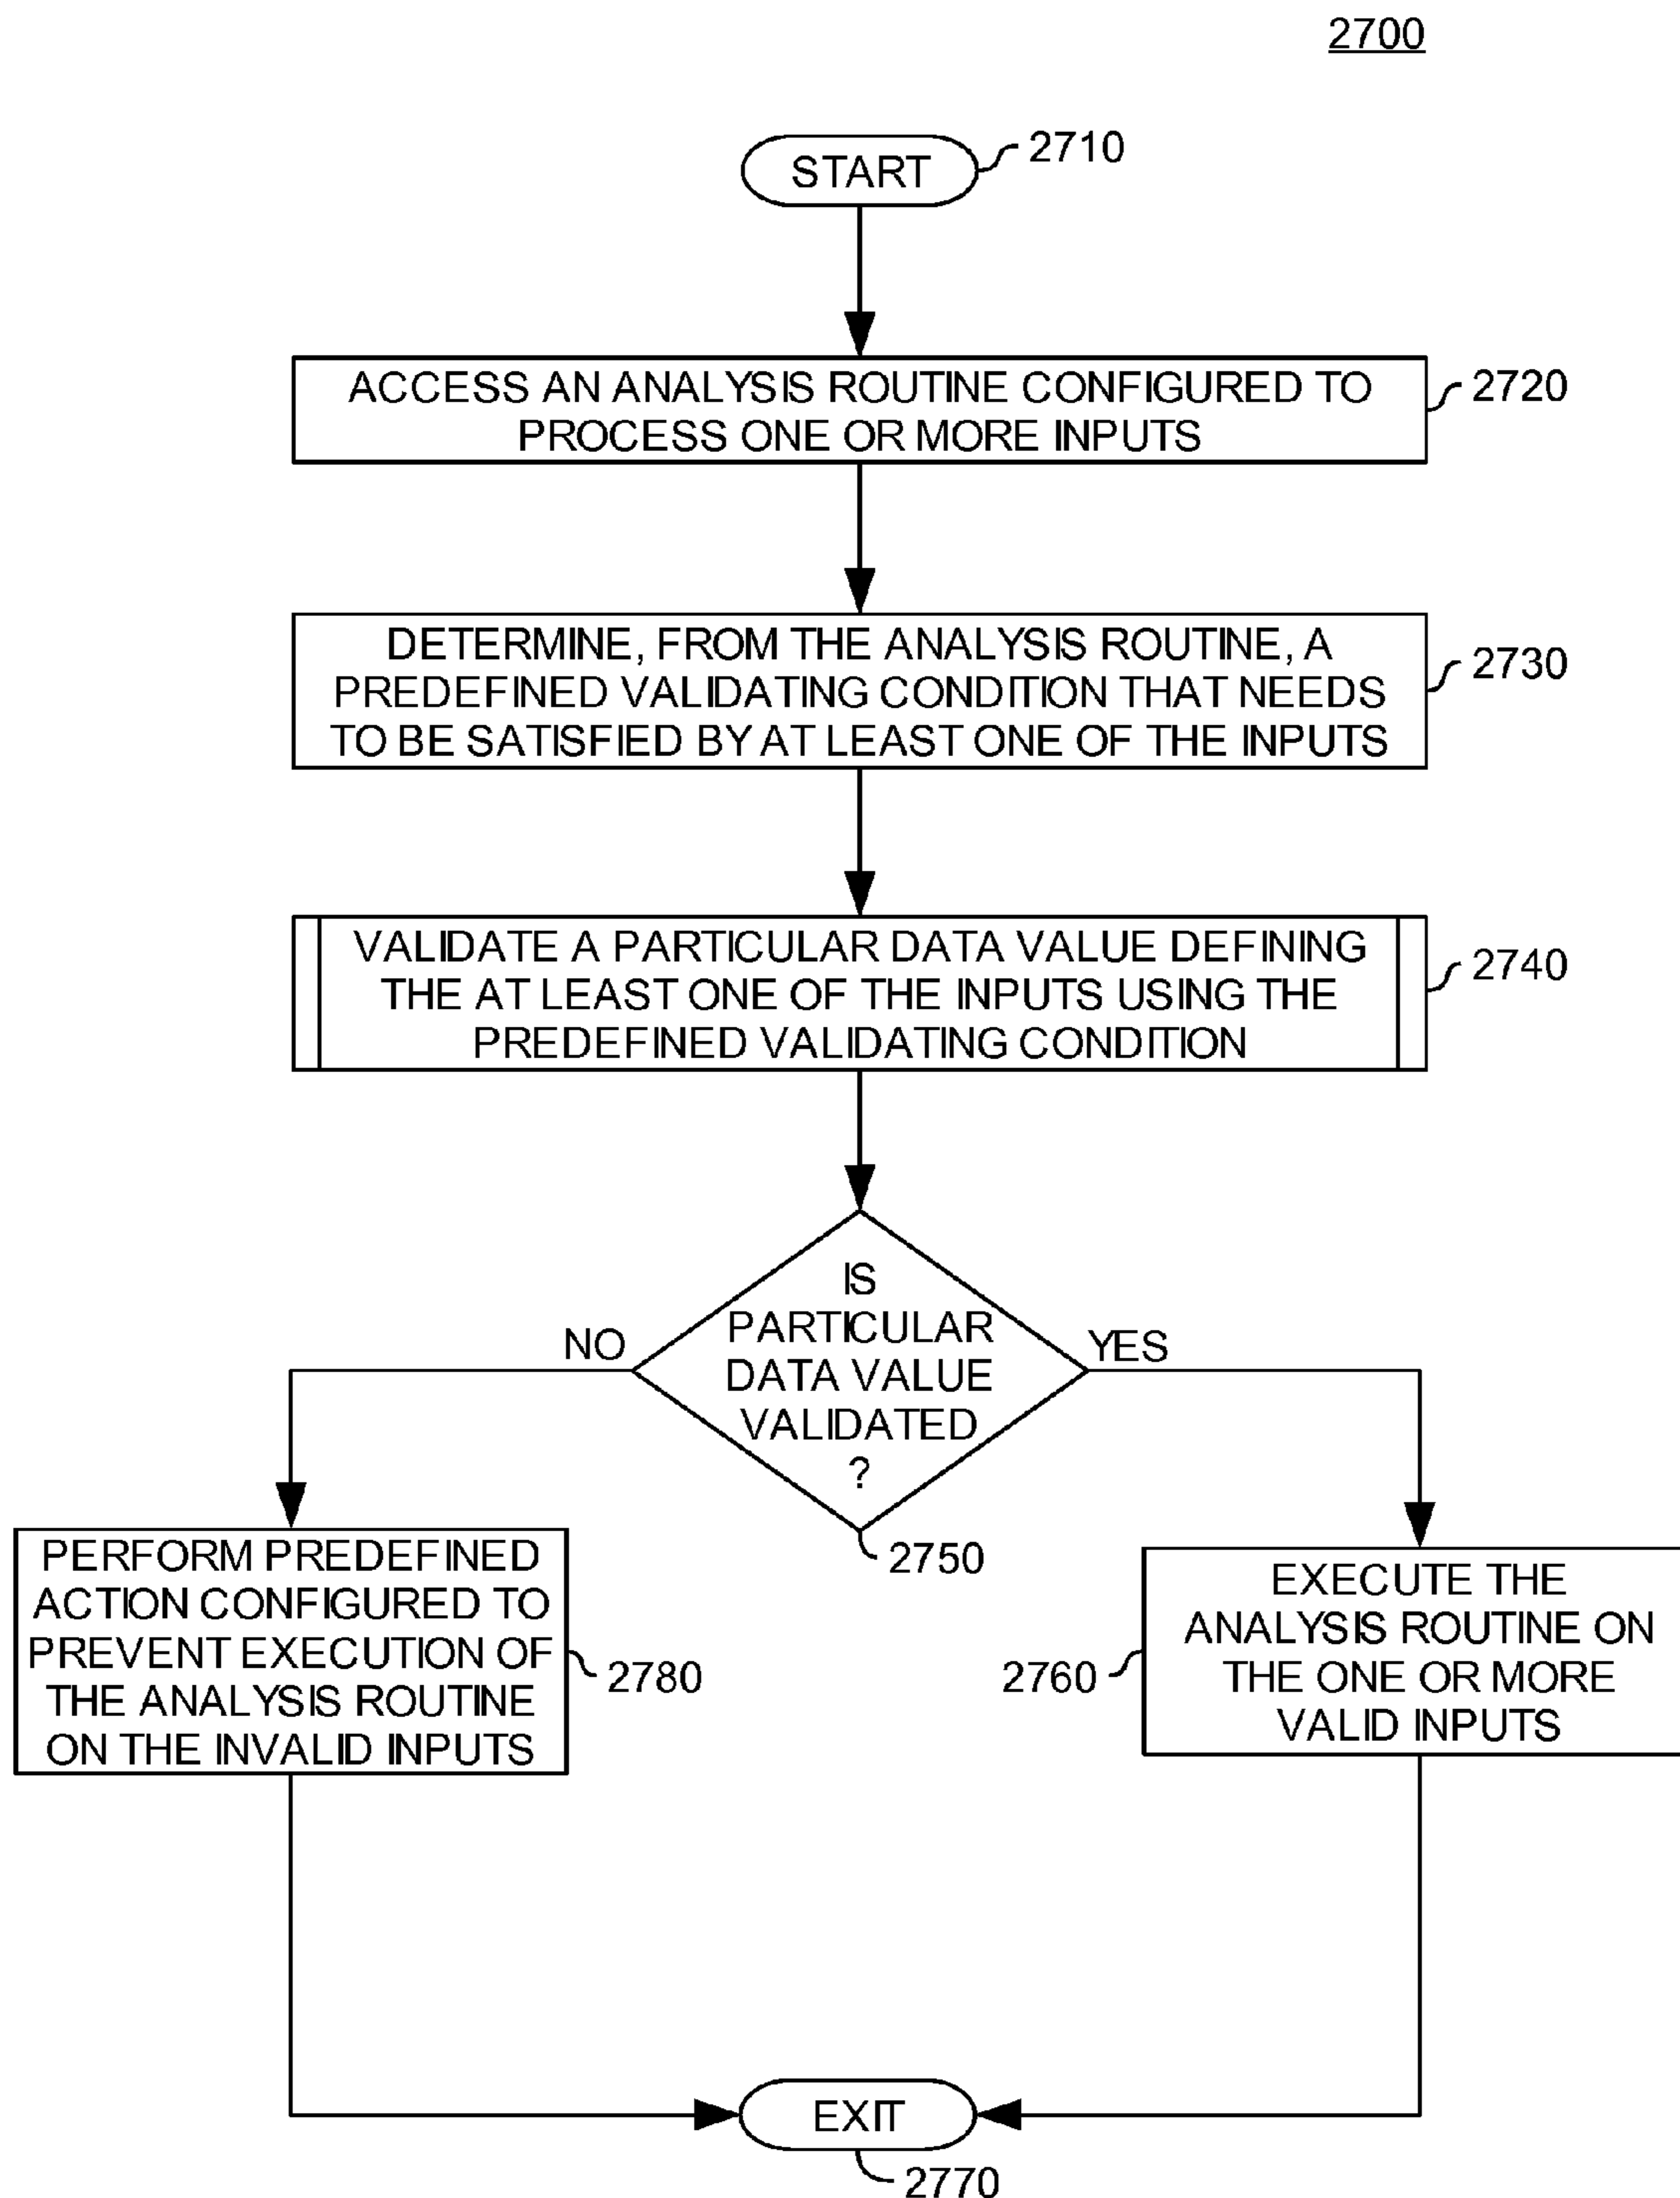 2700
START
2710
ACCESS AN ANALYSIS ROUTINE CONFIGURED TO
PROCESS ONE OR MORE INPUTS
2720
DETERMINE, FROM THE ANALYSIS ROUTINE, A
PREDEFINED VALIDATING CONDITION THAT NEEDS
TO BE SATISFIED BY AT LEAST ONE OF THE INPUTS
2730
VALIDATE A PARTICULAR DATA VALUE DEFINING
THE AT LEAST ONE OF THE INPUTS USING THE
PREDEFINED VALIDATING CONDITION
2740
IS
PARTICULAR
DATA VALUE
VALIDATED
?
NO
YES
2750
PERFORM PREDEFINED
ACTION CONFIGURED TO
PREVENT EXECUTION OF
THE ANALYSIS ROUTINE
ON THE INVALID INPUTS
2780
2760
EXECUTE THE
ANALYSIS ROUTINE ON
THE ONE OR MORE
VALID INPUTS
EXIT
2770